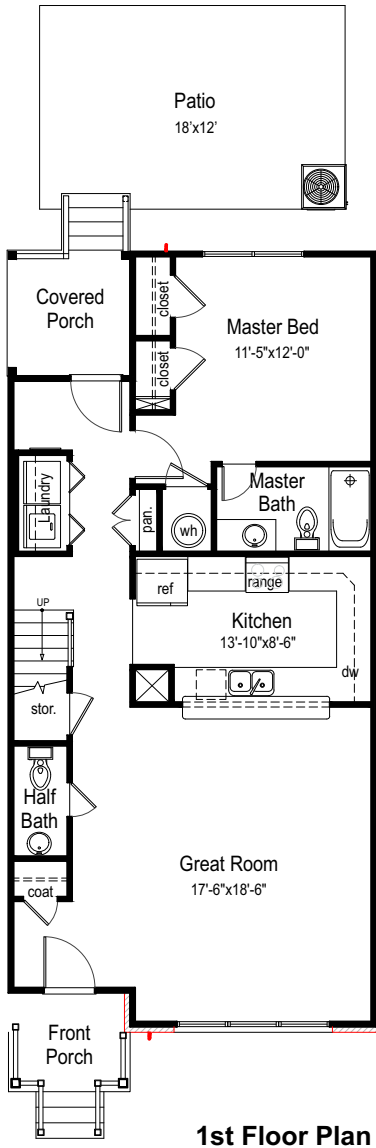 Patio
18'x12'
Covered
Porch
closet
Master Bed
11'-5"x12'-0"
closet
Laundry
Master
Bath
pan.
wh
ref
range
Kitchen
13'-10"x8'-6"
UP
dw
stor.
Half
Bath
Great Room
17'-6"x18'-6"
coat
Front
Porch
1st Floor Plan